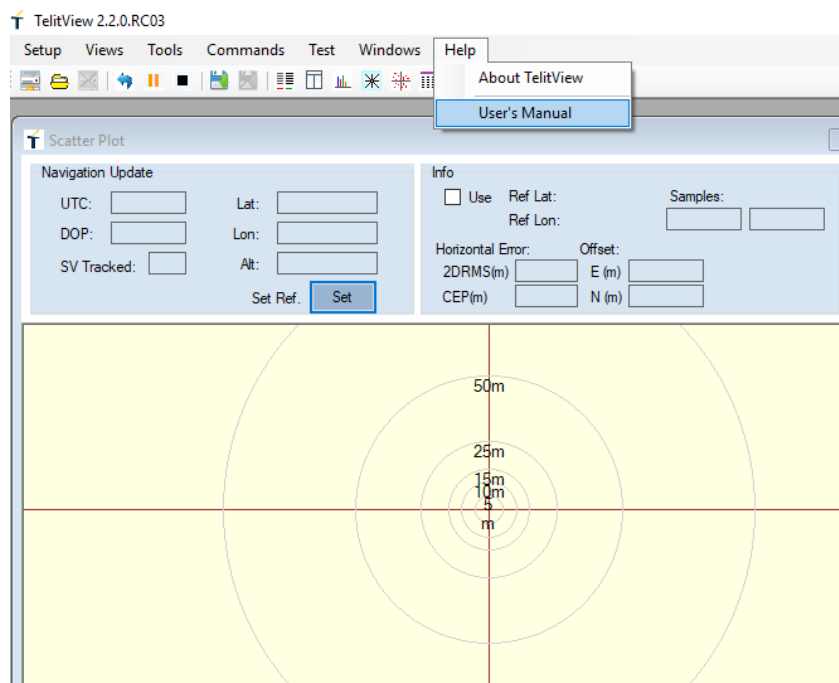 TelitView 2.2.0.RC03
Setup Views Tools Commands Test Windows Help
About TelitView
User's Manual
Scatter Plot
Navigation Update
UTC: Lat:
DOP: Lon:
SV Tracked: Alt:
Set Ref. Set
Info
Use Ref Lat: Samples:
Ref Lon:
Horizontal Error: Offset:
2DRMS(m) E (m)
CEP(m) N (m)
50m
25m
15m
10m
5
m